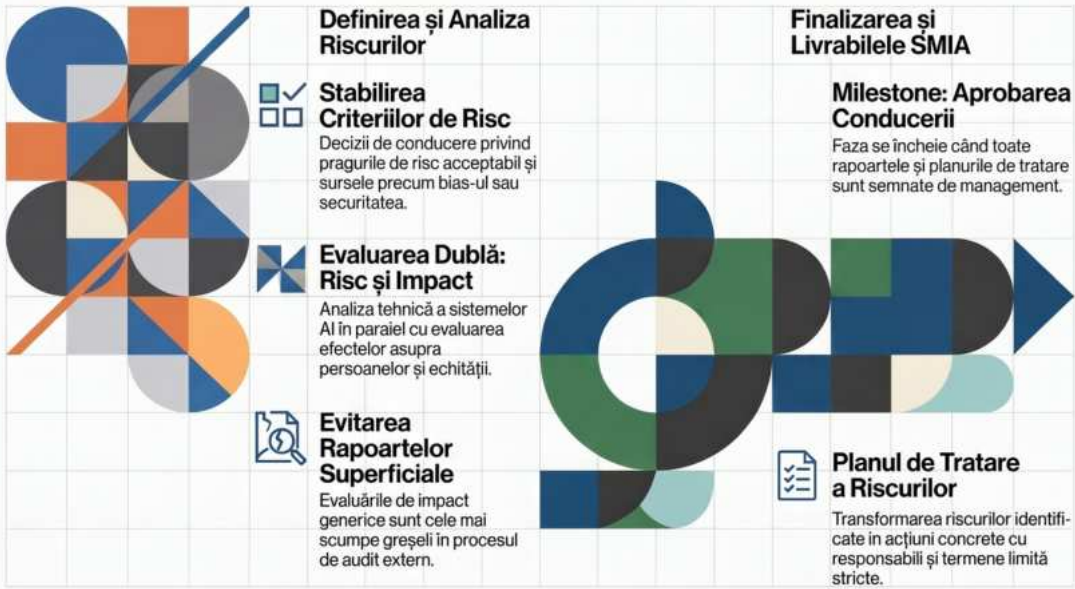 Definirea și Analiza
Riscurilor
Stabilirea
Criteriilor de Risc
Decizii de conducere privind
pragurile de risc acceptabil și
sursele precum bias-ul sau
securitatea.
Evaluarea Dublă:
Risc și Impact
Analiza tehnică a sistemelor
AI în paraiel cu evaluarea
efectelor asupra
persoanelor și echității.
Evitarea
Rapoartelor
Superficiale
Evaluările de impact
generice sunt cele mai
scumpe greșeli în procesul
de audit extern.
Finalizarea și
Livrabilele SMIA
Milestone: Aprobarea
Conducerii
Faza se încheie când toate
rapoartele și planurile de tratare
sunt semnate de management.
Planul de Tratare
a Riscurilor
Transformarea riscurilor identifi-
cate in acțiuni concrete cu
responsabili și termene limită
stricte.